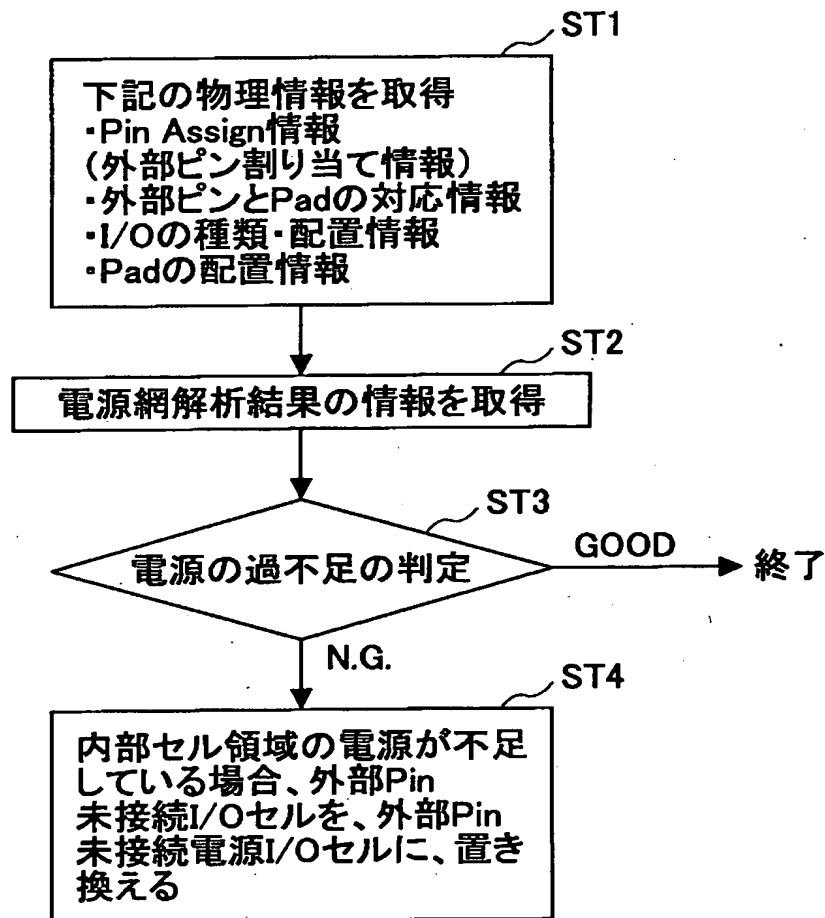 ST1
下記の物理情報を取得
・Pin Assign情報
(外部ピン割り当て情報)
・外部ピンとPadの対応情報
・I/Oの種類・配置情報
・Padの配置情報
ST2
電源網解析結果の情報を取得
ST3
電源の過不足の判定
GOOD
終了
N.G.
ST4
内部セル領域の電源が不足
している場合、外部Pin
未接続I/Oセルを、外部Pin
未接続電源I/Oセルに、置き
換える